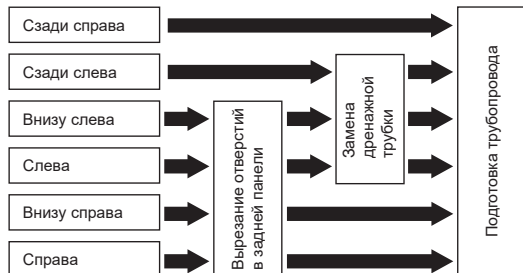 Сзади справа
Сзади слева
Внизу слева
Слева
Внизу справа
Справа
Вырезание отверстий
в задней панели
Замена
дренажной
трубки
Подготовка трубопровода